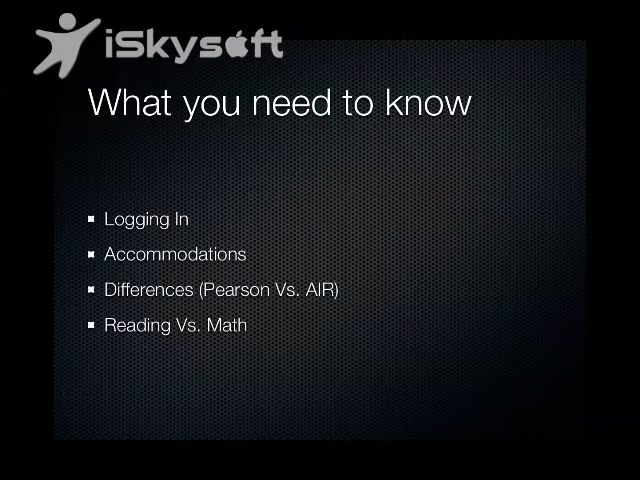 iSkysoft
What you need to know
Logging In
Accommodations
Differences (Pearson Vs. AIR)
Reading Vs. Math